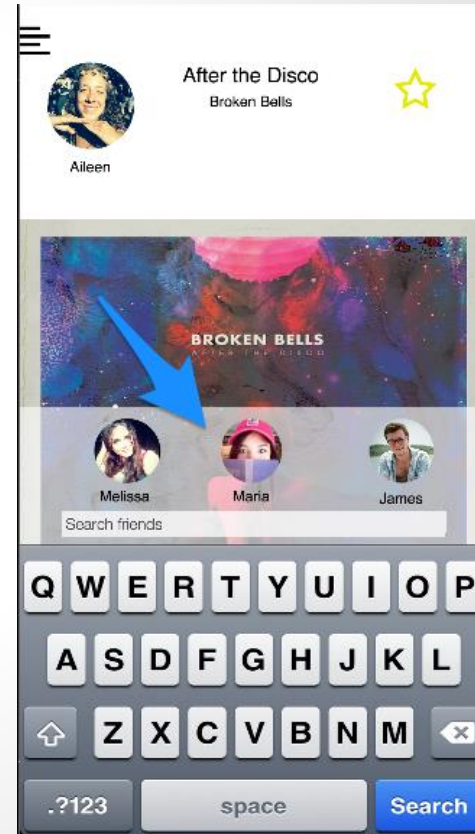 After the Disco
Broken Bells
Aileen
BROKEN BELLS
AFTER THE DISCO
Melissa
Maria
James
Search friends
Q W E R T Y U I O P
A S D F G H J K L
Z X C V B N M
.?123 space Search